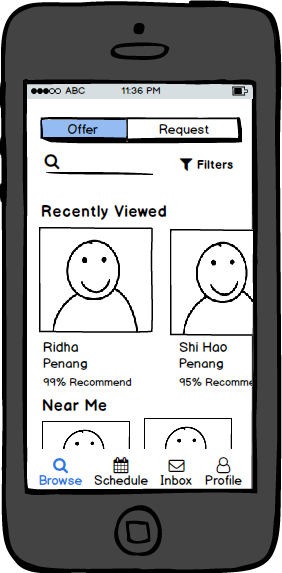 ABC 11:36 PM
Offer Request
Filters
Recently Viewed
Ridha Shi Hao
Penang Penang
99% Recommend 95% Recomme
Near Me
Browse Schedule Inbox Profile